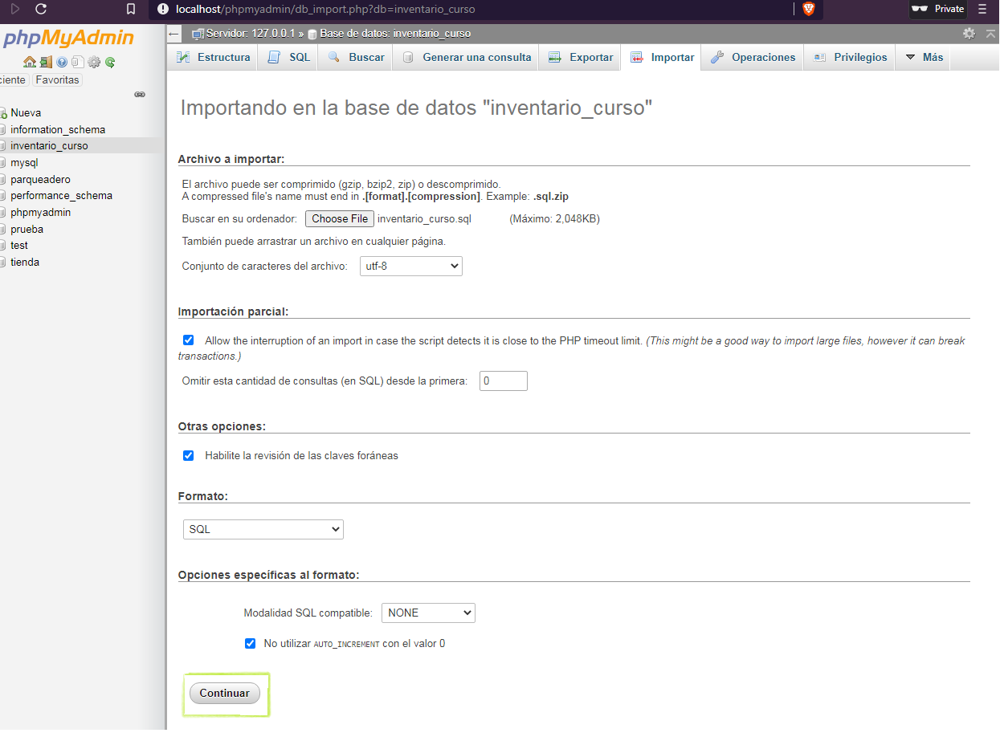 localhost/phpmyadmin/db_import.php?db=inventario_curso
Private
phpMyAdmin
ciente Favoritas
Nueva
information_schema
inventario_curso
mysql
parqueadero
performance_schema
phpmyadmin
prueba
test
tienda
Servidor: 127.0.0.1 » Base de datos: inventario_curso
Estructura SQL Buscar Generar una consulta Exportar Importar Operaciones Privilegios Más
Importando en la base de datos "inventario_curso"
Archivo a importar:
El archivo puede ser comprimido (gzip, bzip2, zip) o descomprimido.
A compressed file's name must end in .[format].[compression]. Example: .sql.zip
Buscar en su ordenador: Choose File inventario_curso.sql (Máximo: 2,048KB)
También puede arrastrar un archivo en cualquier página.
Conjunto de caracteres del archivo: utf-8
Importación parcial:
Allow the interruption of an import in case the script detects it is close to the PHP timeout limit. (This might be a good way to import large files, however it can break
transactions.)
Omitir esta cantidad de consultas (en SQL) desde la primera: 0
Otras opciones:
Habilite la revisión de las claves foráneas
Formato:
SQL
Opciones específicas al formato:
Modalidad SQL compatible: NONE
No utilizar AUTO_INCREMENT con el valor 0
Continuar